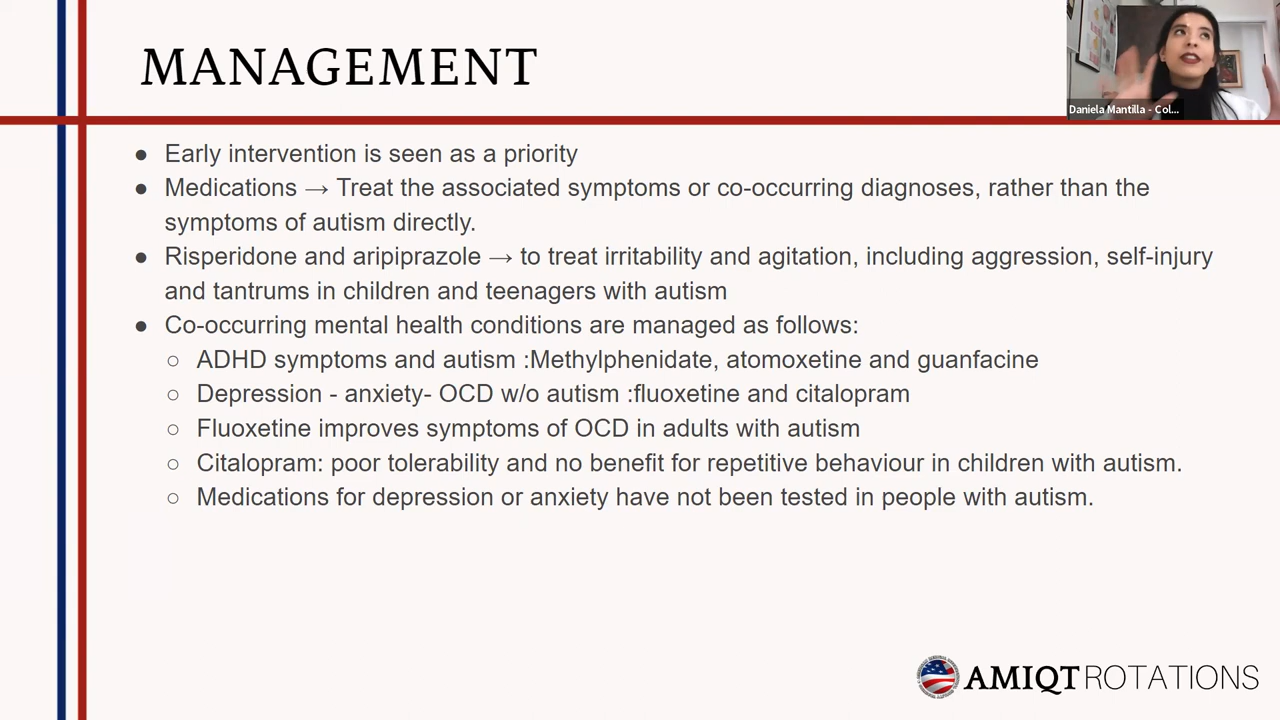 MANAGEMENT
Daniela Mantilla - Col...
● Early intervention is seen as a priority
● Medications → Treat the associated symptoms or co-occurring diagnoses, rather than the
symptoms of autism directly.
● Risperidone and aripiprazole → to treat irritability and agitation, including aggression, self-injury
and tantrums in children and teenagers with autism
● Co-occurring mental health conditions are managed as follows:
○ ADHD symptoms and autism :Methylphenidate, atomoxetine and guanfacine
○ Depression - anxiety- OCD w/o autism :fluoxetine and citalopram
○ Fluoxetine improves symptoms of OCD in adults with autism
○ Citalopram: poor tolerability and no benefit for repetitive behaviour in children with autism.
○ Medications for depression or anxiety have not been tested in people with autism.
AMIQT ROTATIONS